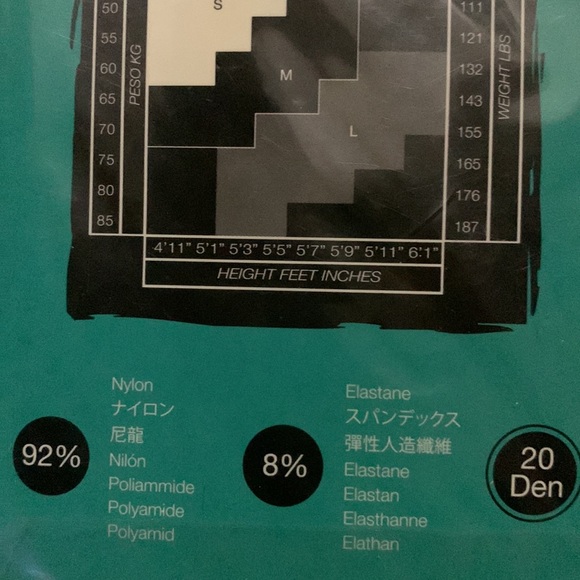 50
S
111
55
121
60
PESO KG
M
132
WEIGHT LBS
65
143
70
L
155
75
165
80
176
85
187
4'11" 5'1" 5'3" 5'5" 5'7" 5'9" 5'11" 6'1"
HEIGHT FEET INCHES
92%
Nylon
ナイロン
尼龍
Nilón
Poliammide
Polyamide
Polyamid
8%
Elastane
スパンデックス
彈性人造纖維
Elastane
Elastan
Elasthanne
Elathan
20
Den